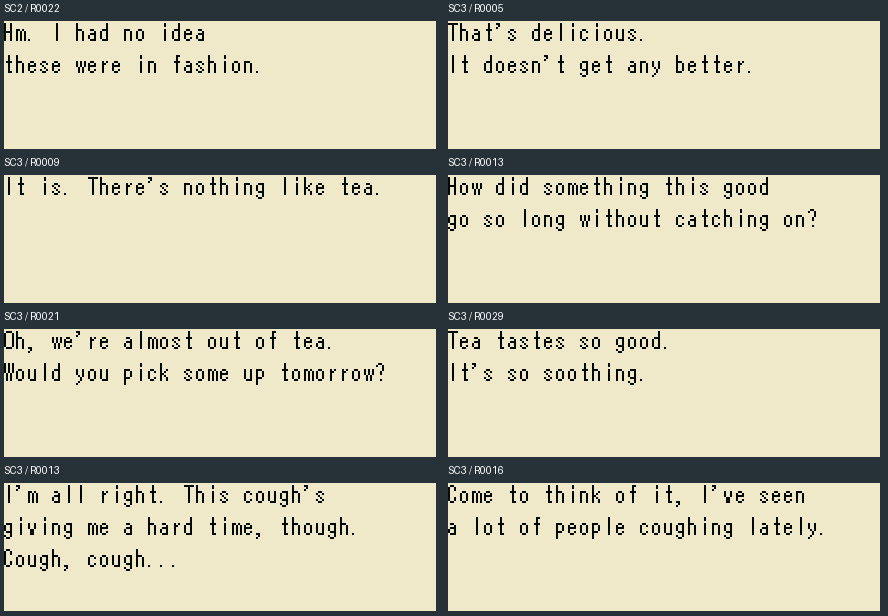 SC2 / R0022
Hm. I had no idea
these were in fashion.
SC3 / R0005
That's delicious.
It doesn't get any better.
SC3 / R0009
It is. There's nothing like tea.
SC3 / R0013
How did something this good
go so long without catching on?
SC3 / R0021
Oh, we're almost out of tea.
Would you pick some up tomorrow?
SC3 / R0029
Tea tastes so good.
It's so soothing.
SC3 / R0013
I'm all right. This cough's
giving me a hard time, though.
Cough, cough...
SC3 / R0016
Come to think of it, I've seen
a lot of people coughing lately.